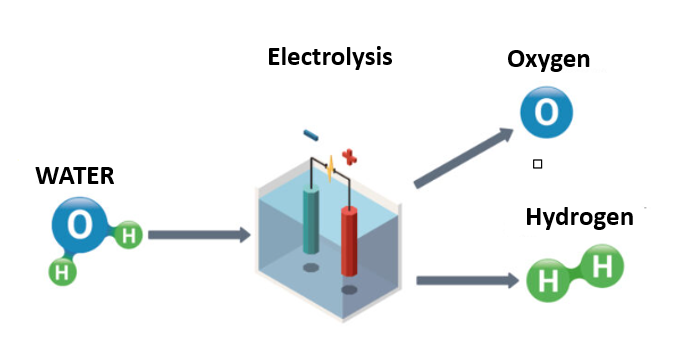 Electrolysis
Oxygen
O
WATER
O
H
H
- +
Hydrogen
H H